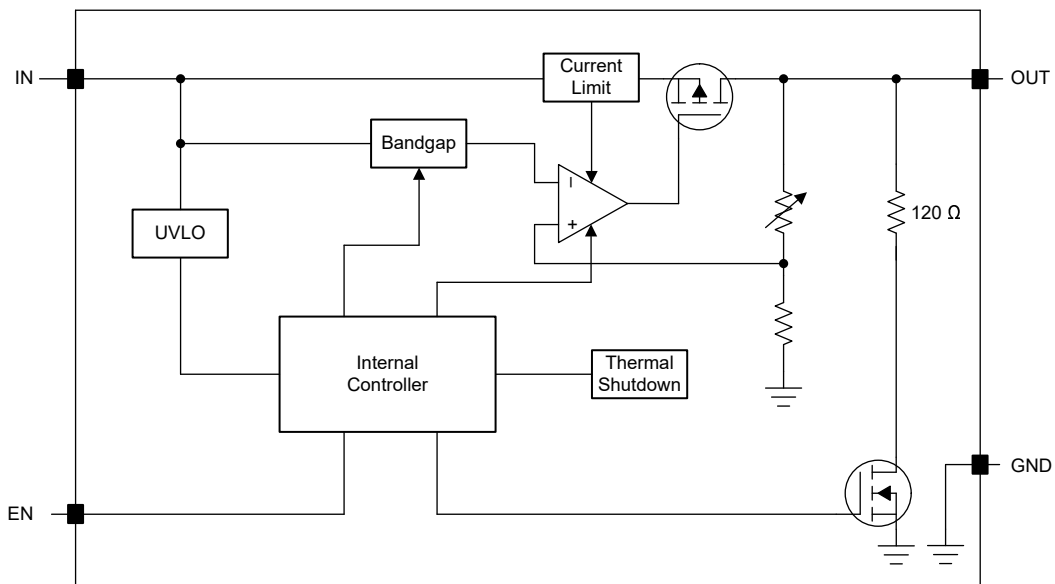 IN
Current
Limit
OUT
Bandgap
–
+
UVLO
120 Ω
Internal
Controller
Thermal
Shutdown
GND
EN